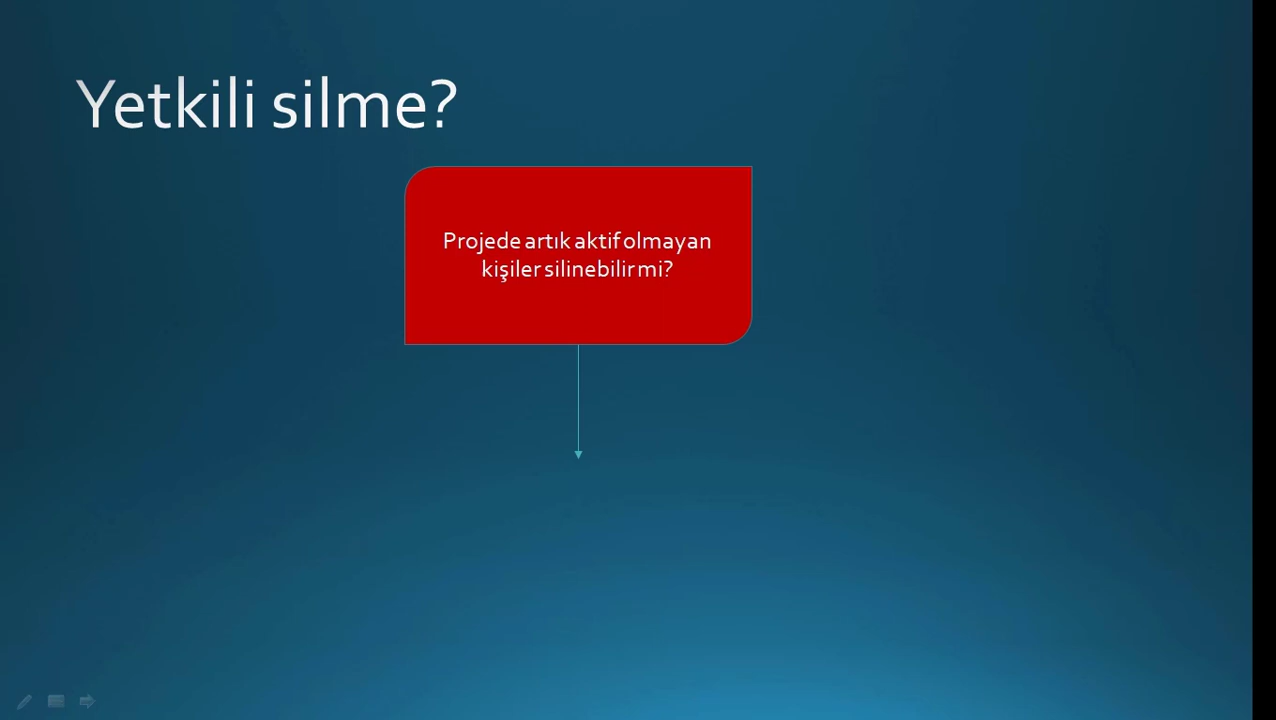 Yetkili silme?
Projede artık aktif olmayan
kişiler silinebilir mi?